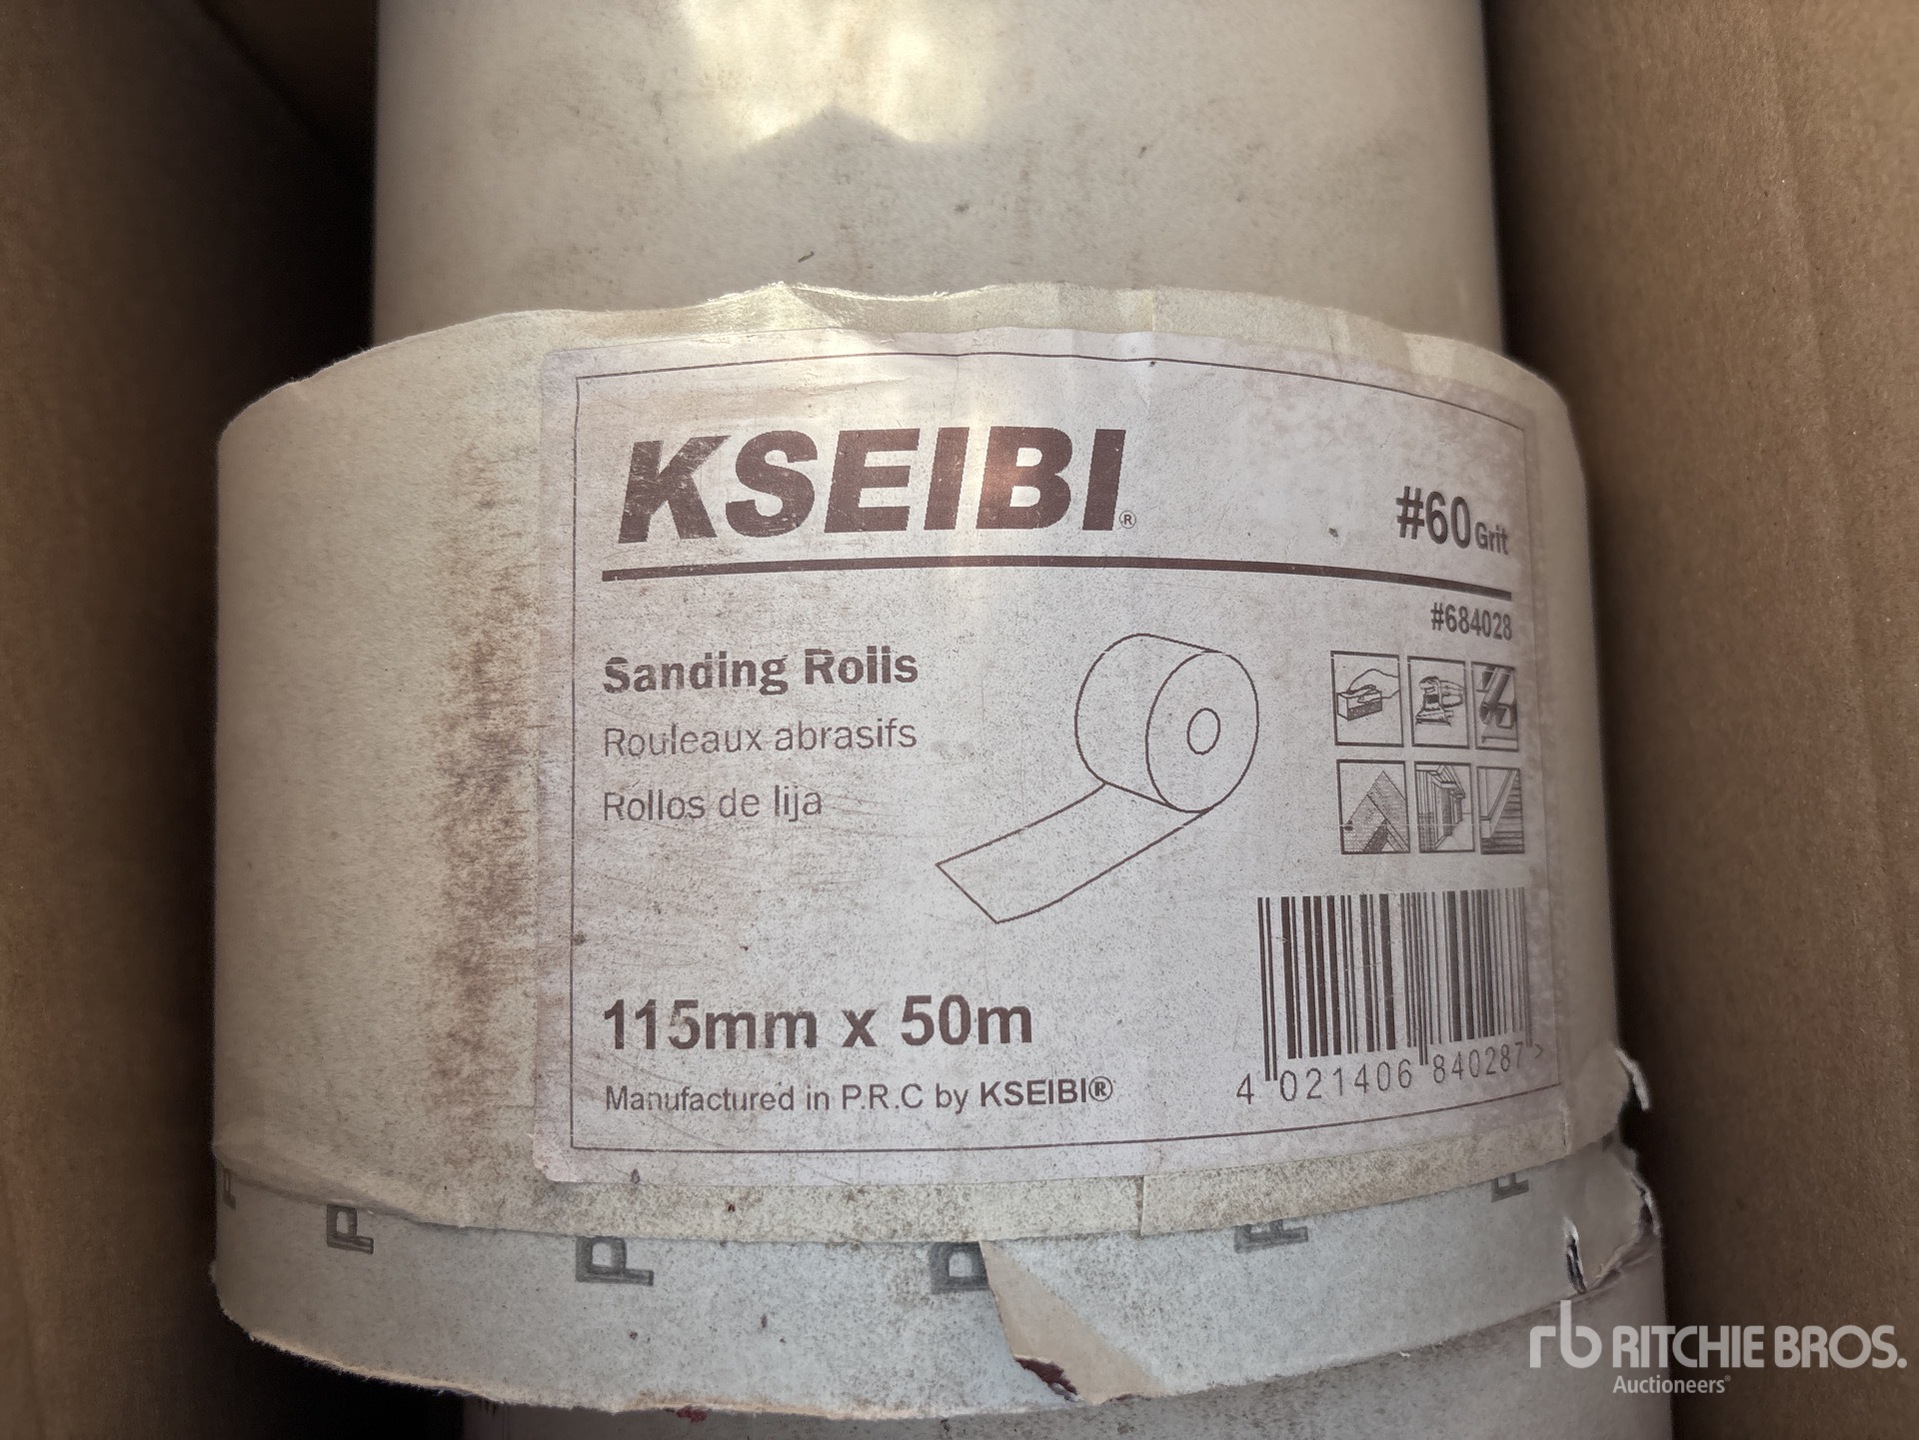 KSEIBI®
#60 Grit
#684028
Sanding Rolls
Rouleaux abrasifs
Rollos de lija
115mm x 50m
Manufactured in P.R.C by KSEIBI®
4 021406 840287 >
P P P P P P
rb RITCHIE BROS.
Auctioneers®